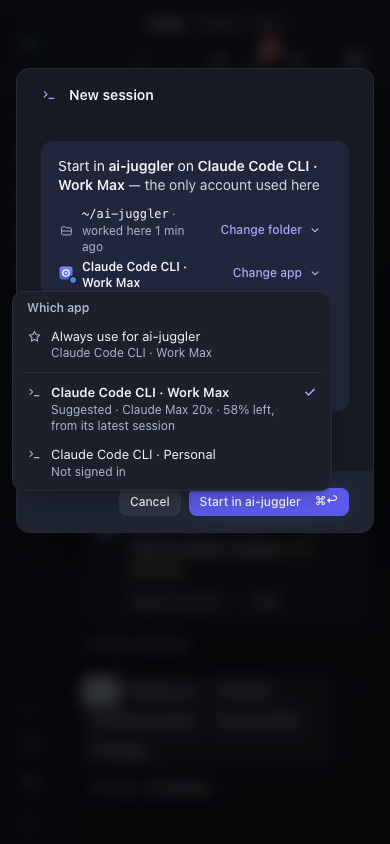 New session
Start in ai-juggler on Claude Code CLI ·
Work Max — the only account used here
~/ai-juggler ·
worked here 1 min
ago
Change folder
Claude Code CLI ·
Work Max
Change app
Which app
Always use for ai-juggler
Claude Code CLI · Work Max
Claude Code CLI · Work Max
Suggested · Claude Max 20x · 58% left,
from its latest session
Claude Code CLI · Personal
Not signed in
Cancel
Start in ai-juggler ⌘↩